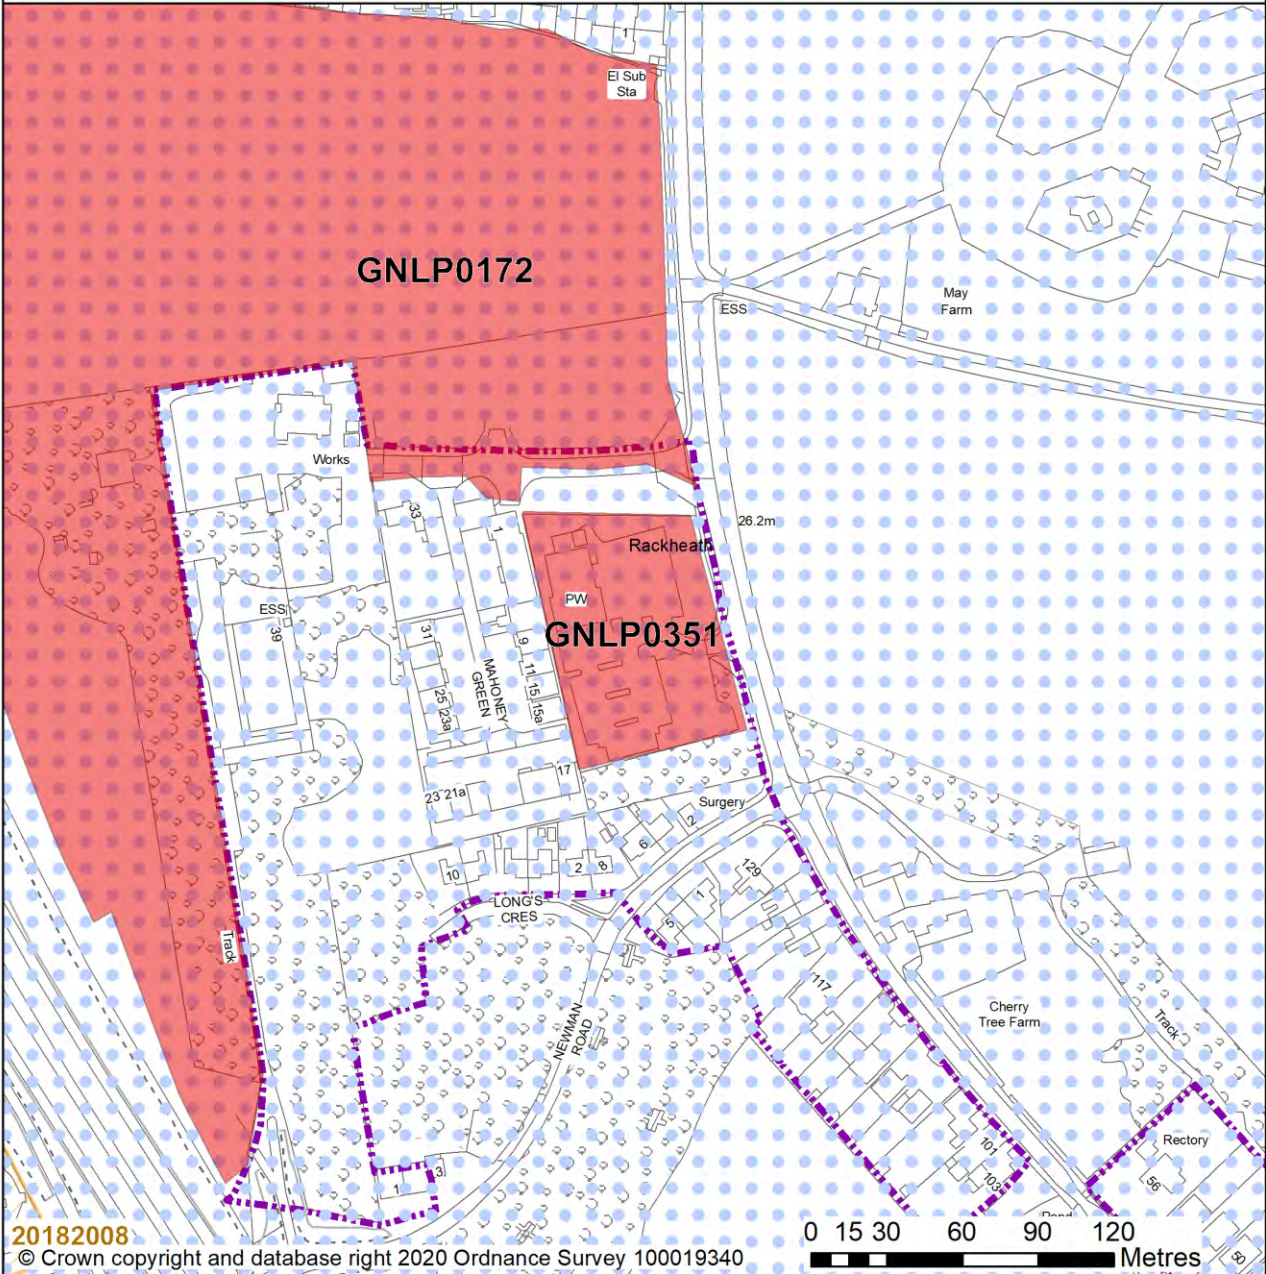 1
El Sub
Sta
GNLP0172
May
Farm
ESS
Works
33
1
26.2m
Rackheath
PW
ESS
39
31
9
GNLP0351
11
15
15a
MAHONEY
GREEN
25
23a
17
23
21a
Surgery
2
6
10
2
8
129
1
5
LONG'S
CRES
Track
117
Cherry
Tree Farm
Track
NEWMAN
ROAD
101
103
Rectory
56
3
1
50
20182008
© Crown copyright and database right 2020 Ordnance Survey 100019340
0 15 30 60 90 120
Metres